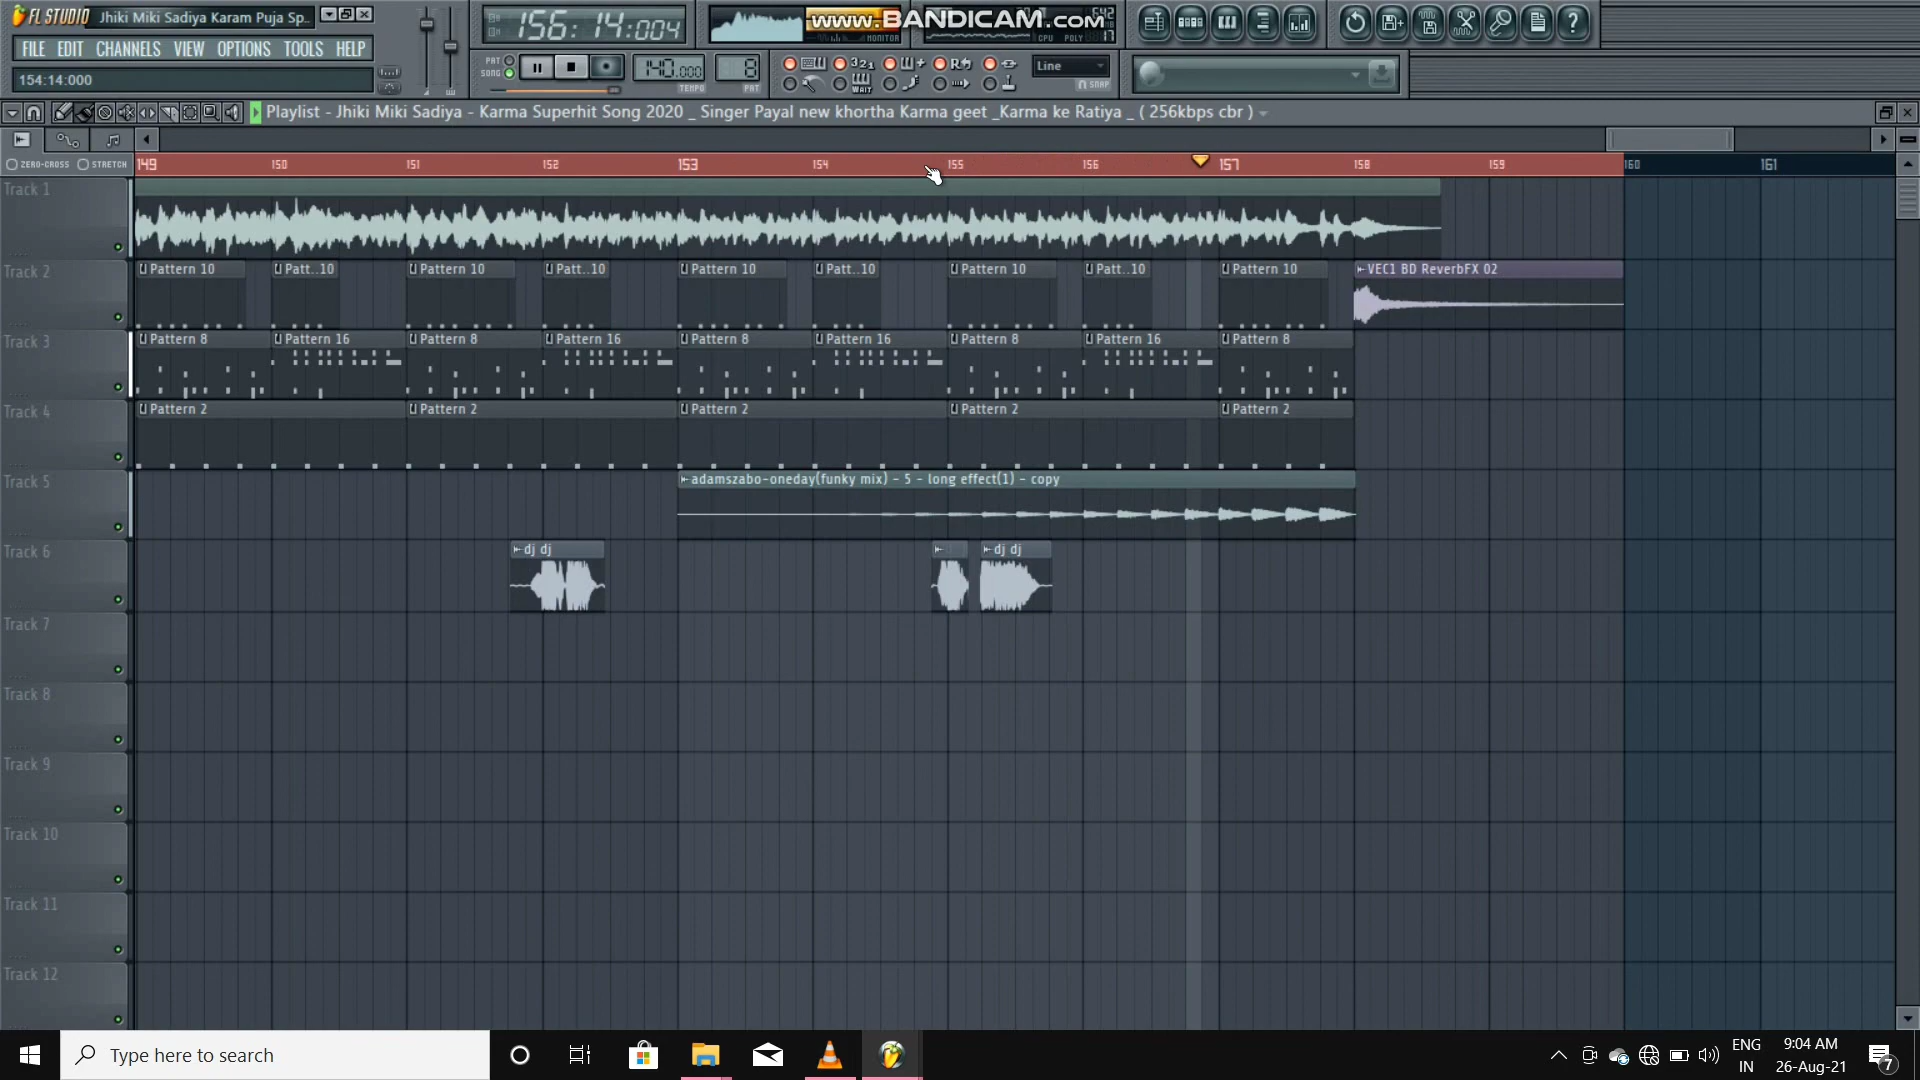 FL STUDIO Jhiki Miki Sadiya Karam Puja Sp..
FILE EDIT CHANNELS VIEW OPTIONS TOOLS HELP
154:14:000
156:14:004
MONITOR
www.BANDICAM.com
CPU POLY
PAT
SONG
140.000
TEMPO
8
PAT
321
WAIT
Line
SNAP
Playlist - Jhiki Miki Sadiya - Karma Superhit Song 2020 _ Singer Payal new khortha Karma geet _Karma ke Ratiya _ ( 256kbps cbr )
ZERO-CROSS STRETCH
149 150 151 152 153 154 155 156 157 158 159 160 161
Track 1
Track 2
Pattern 10 Patt..10 Pattern 10 Patt..10 Pattern 10 Patt..10 Pattern 10 Patt..10 Pattern 10 VEC1 BD ReverbFX 02
Track 3
Pattern 8 Pattern 16 Pattern 8 Pattern 16 Pattern 8 Pattern 16 Pattern 8 Pattern 16 Pattern 8
Track 4
Pattern 2 Pattern 2 Pattern 2 Pattern 2 Pattern 2
Track 5
adamszabo-oneday(funky mix) - 5 - long effect(1) - copy
Track 6
dj dj dj dj
Track 7
Track 8
Track 9
Track 10
Track 11
Track 12
Type here to search
ENG
IN
9:04 AM
26-Aug-21
7